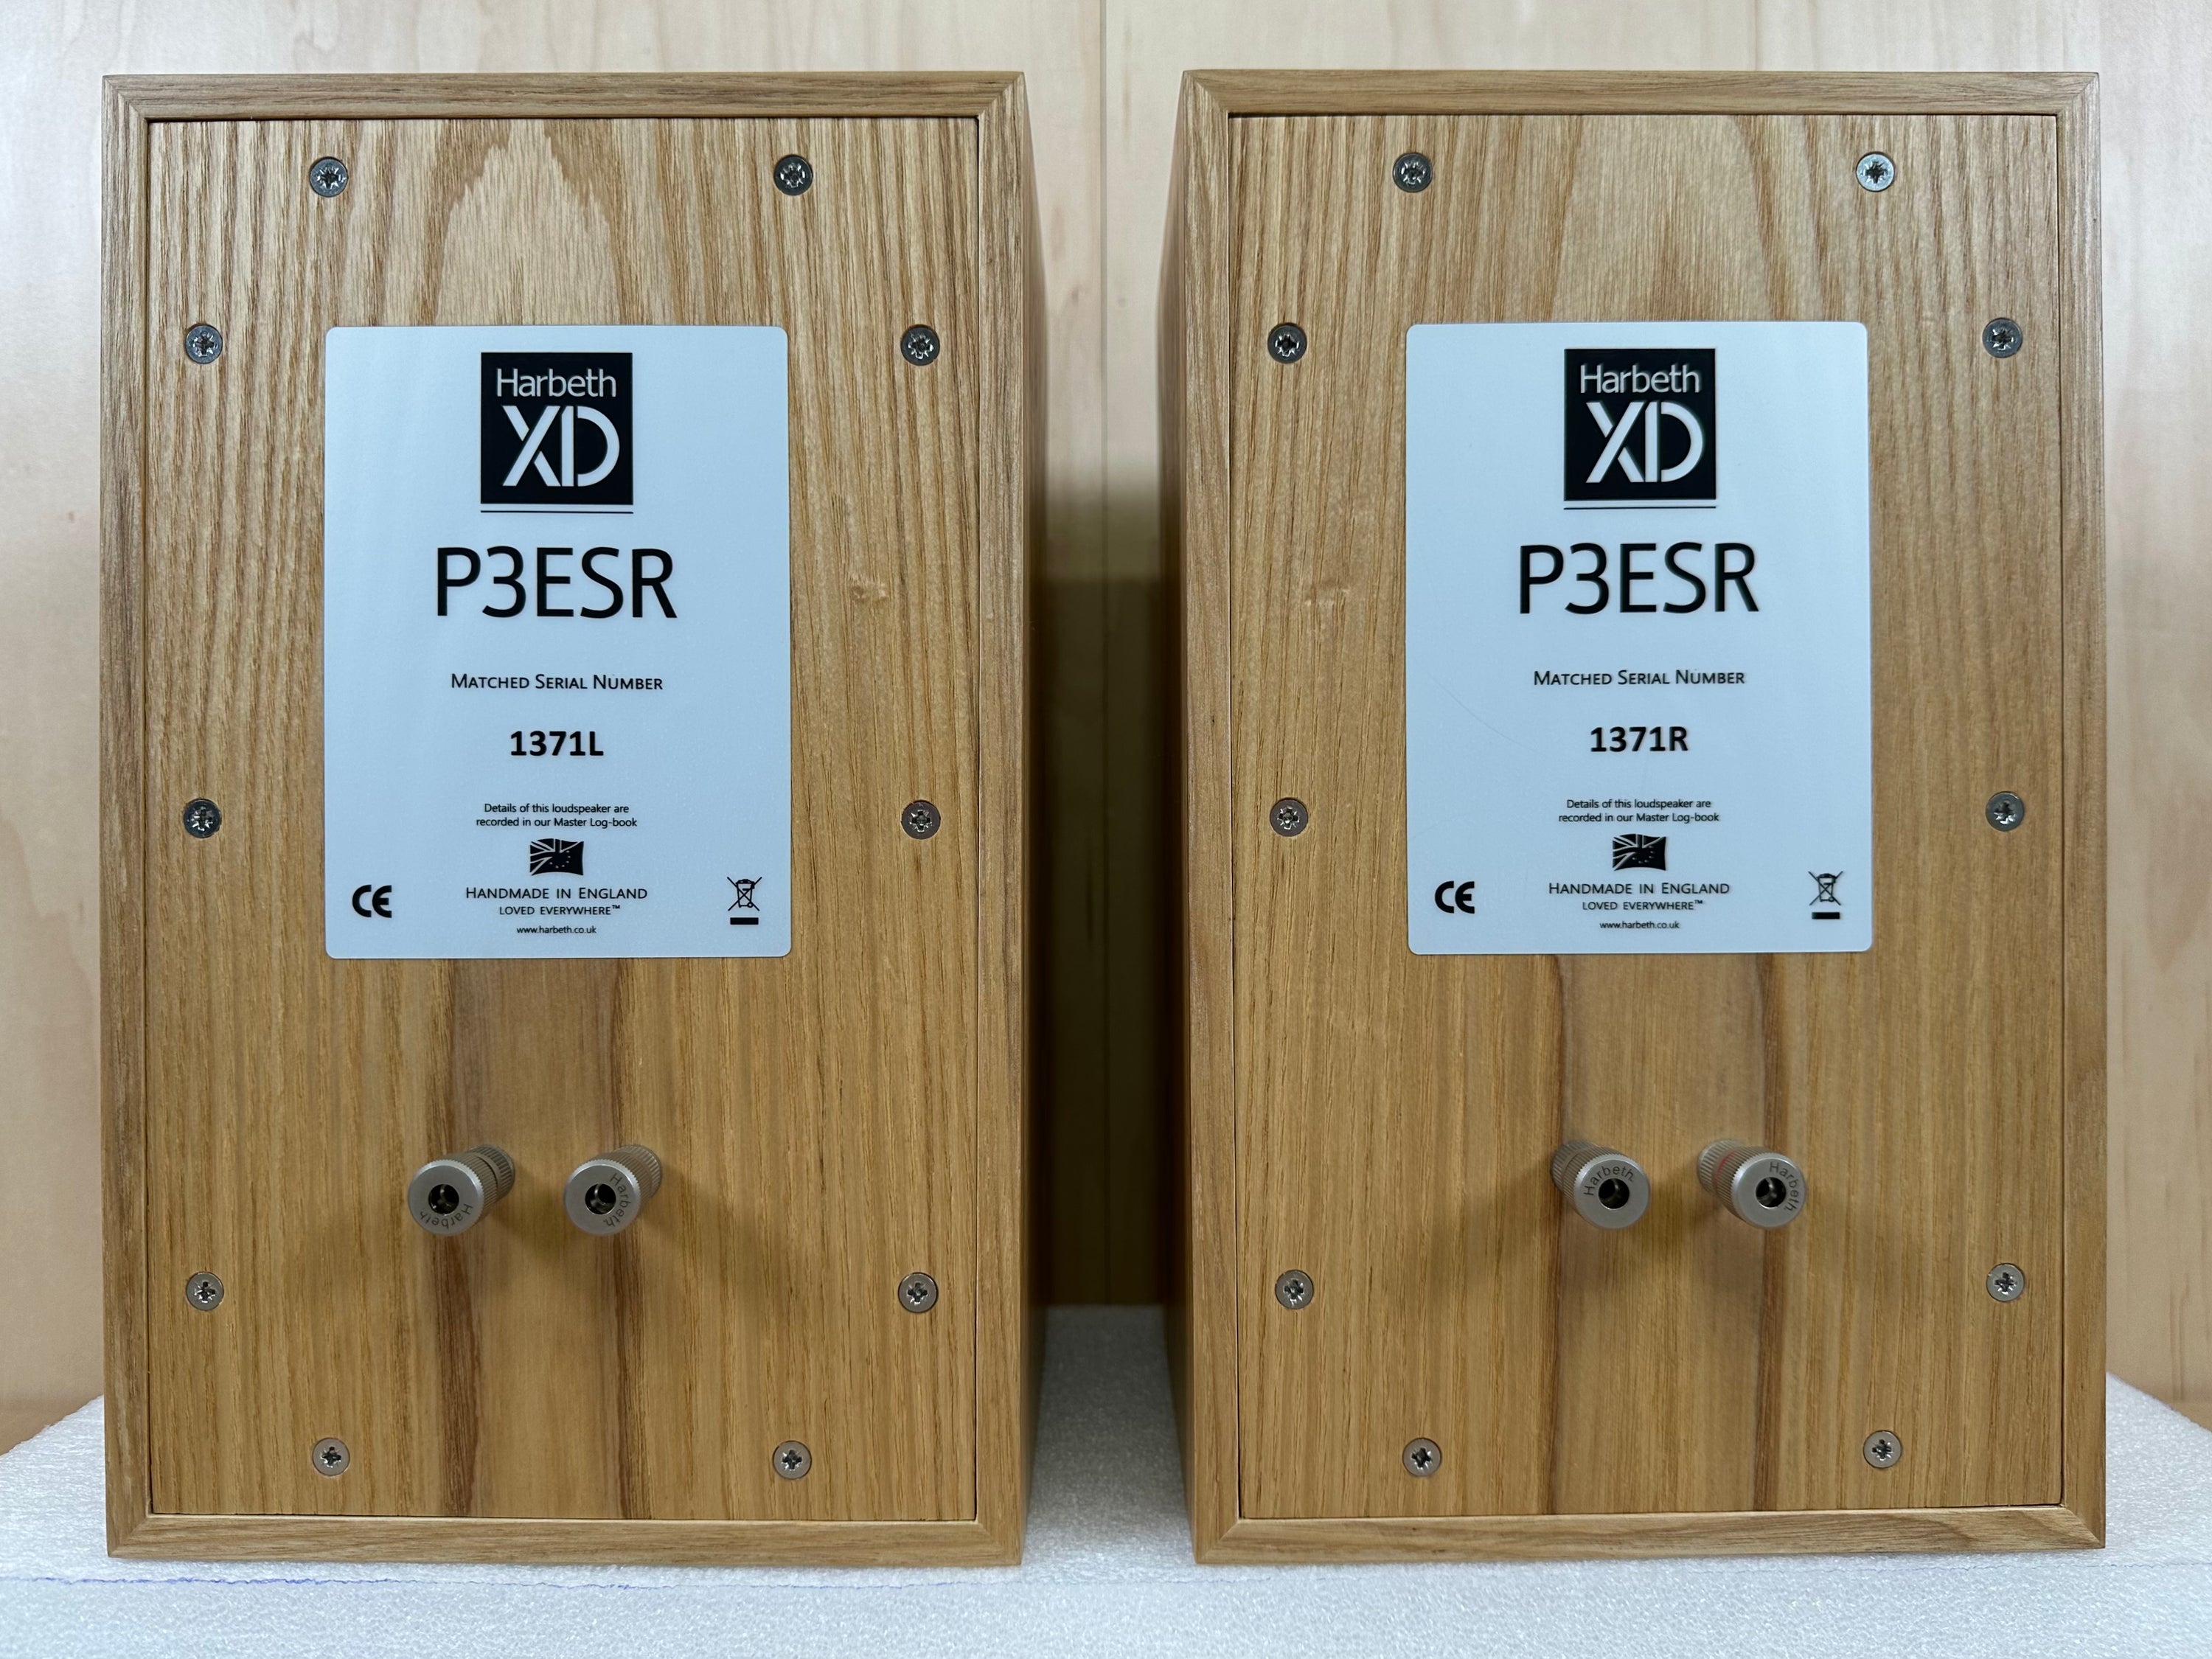 Harbeth
XD
P3ESR
MATCHED SERIAL NUMBER
1371L
Details of this loudspeaker are
recorded in our Master Log-book
CE
HANDMADE IN ENGLAND
LOVED EVERYWHERE™
www.harbeth.co.uk
Harbeth
Harbeth
Harbeth
XD
P3ESR
MATCHED SERIAL NUMBER
1371R
Details of this loudspeaker are
recorded in our Master Log-book
CE
HANDMADE IN ENGLAND
LOVED EVERYWHERE™
www.harbeth.co.uk
Harbeth
Harbeth